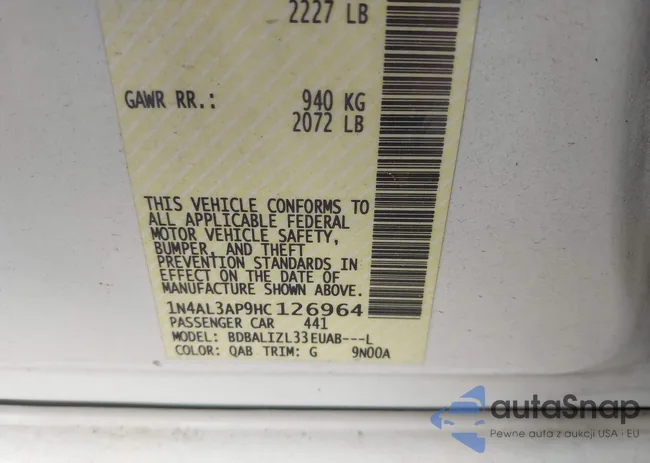 2227 LB
GAWR RR.: 940 KG
2072 LB
THIS VEHICLE CONFORMS TO
ALL APPLICABLE FEDERAL
MOTOR VEHICLE SAFETY,
BUMPER, AND THEFT
PREVENTION STANDARDS IN
EFFECT ON THE DATE OF
MANUFACTURE SHOWN ABOVE.
1N4AL3AP9HC126964
PASSENGER CAR 441
MODEL: BDBALIZL33EUAB---L
COLOR: QAB TRIM: G 9N00A
autaSnap
Pewne auta z aukcji USA · EU